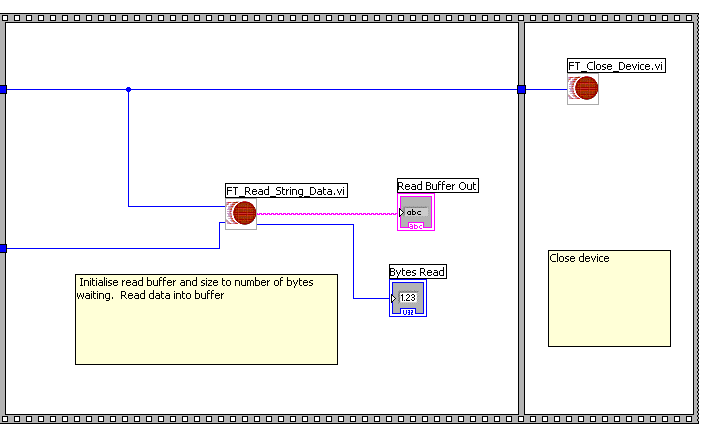 FT_Close_Device.vi
FT_Read_String_Data.vi
Read Buffer Out
abc
abc
Bytes Read
1.23
U32
Initialise read buffer and size to number of bytes
waiting.  Read data into buffer
Close device